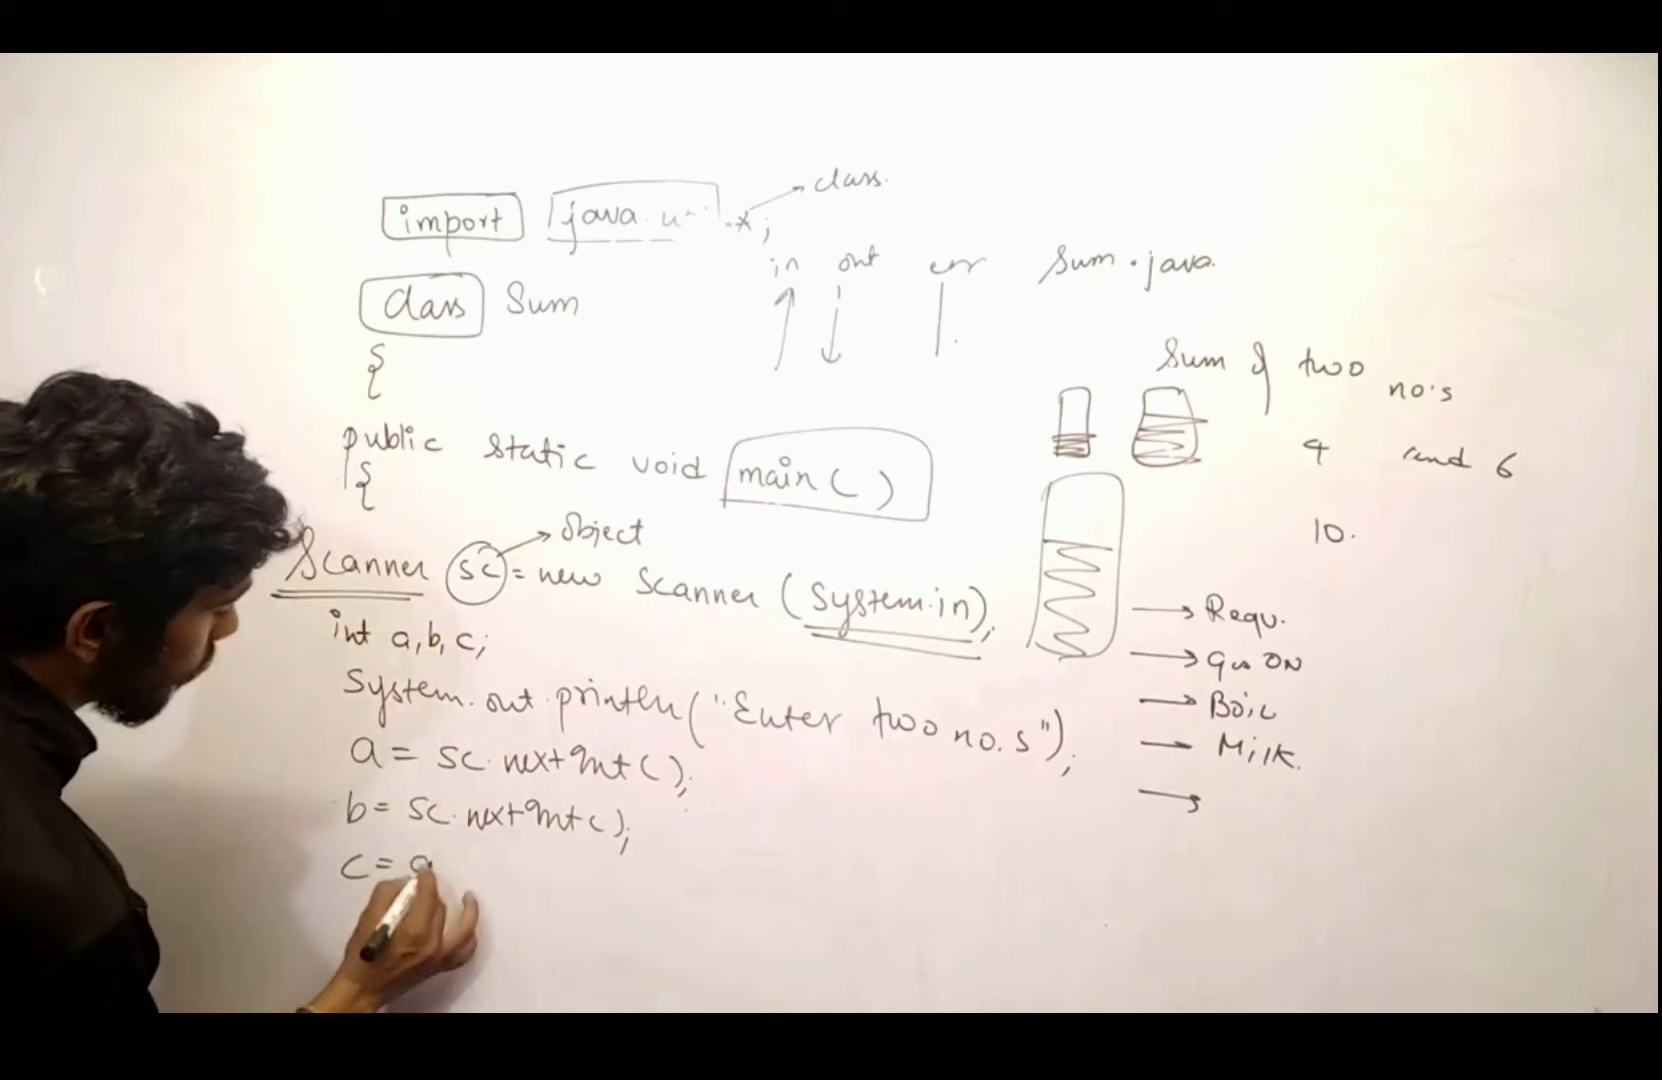 class.
import java.u .*;
in out err Sum.java.
class Sum
{
Sum of two no's
public static void main( )
4 and 6
{
10.
object
Scanner sc = new Scanner (System.in);
Requ.
int a,b,c;
Gas ON
System.out.println("Enter two no.s");
Boil
a = sc.nextInt( );
Milk.
b = sc.nextInt( );
c = a